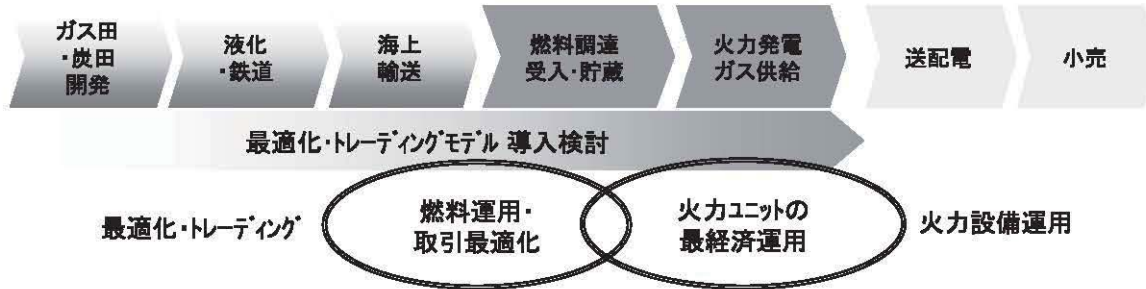 ガス田
・炭田
開発
液化
・鉄道
海上
輸送
燃料調達
受入・貯蔵
火力発電
ガス供給
送配電
小売
最適化・トレーディングモデル 導入検討
最適化・トレーディング
燃料運用・
取引最適化
火力ユニットの
最経済運用
火力設備運用